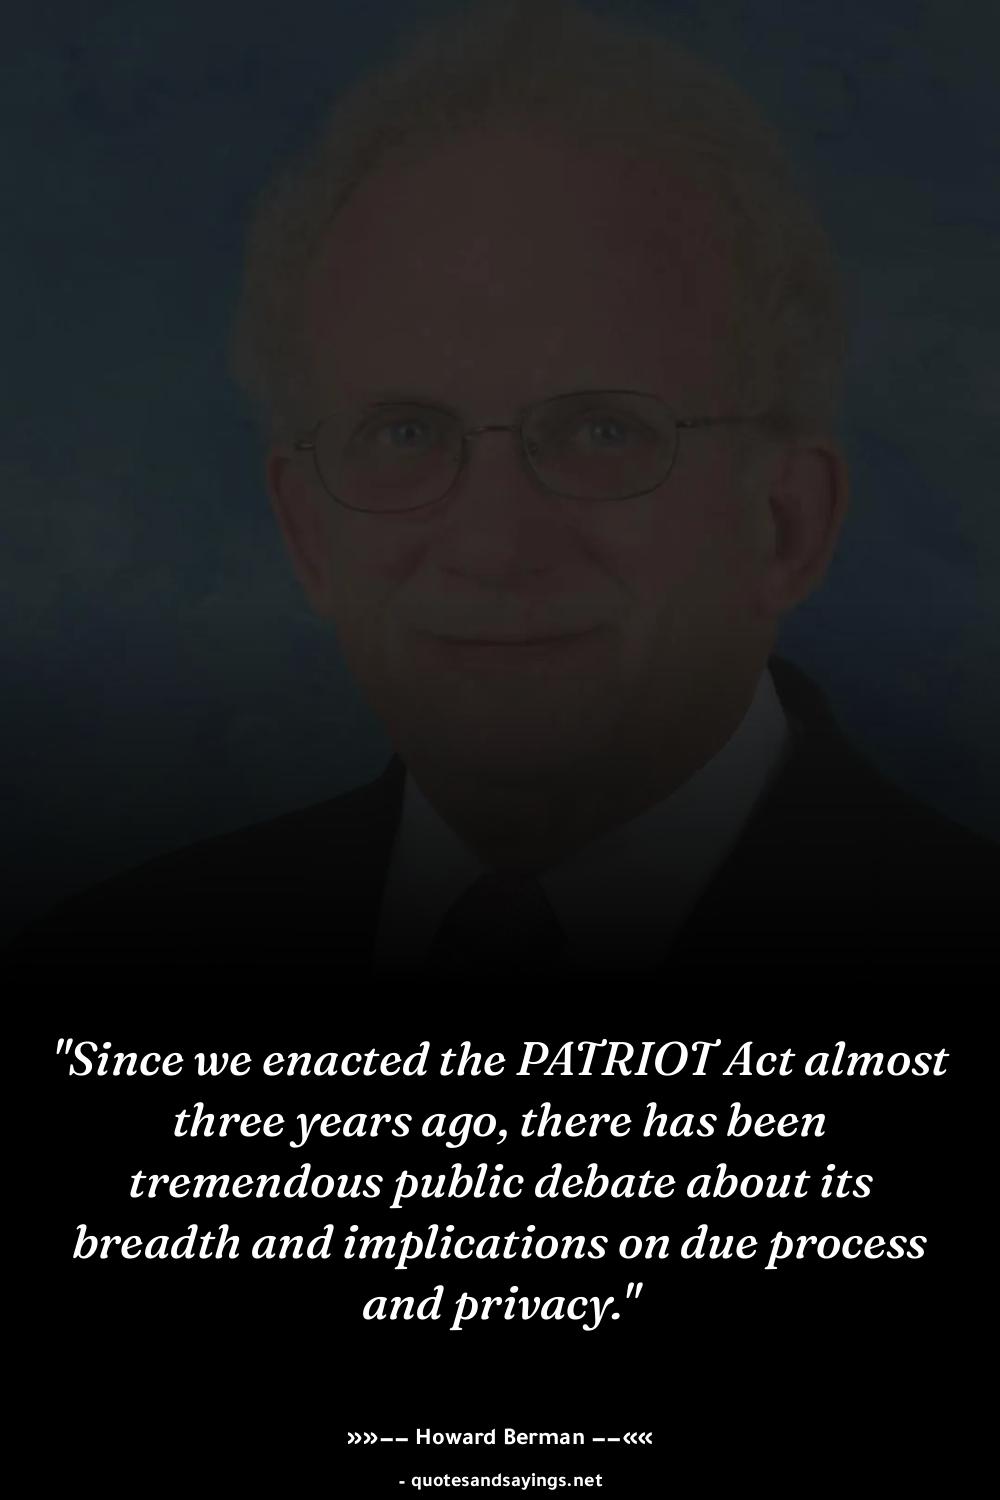 "Since we enacted the PATRIOT Act almost
three years ago, there has been
tremendous public debate about its
breadth and implications on due process
and privacy."
»»–– Howard Berman ––««
- quotesandsayings.net